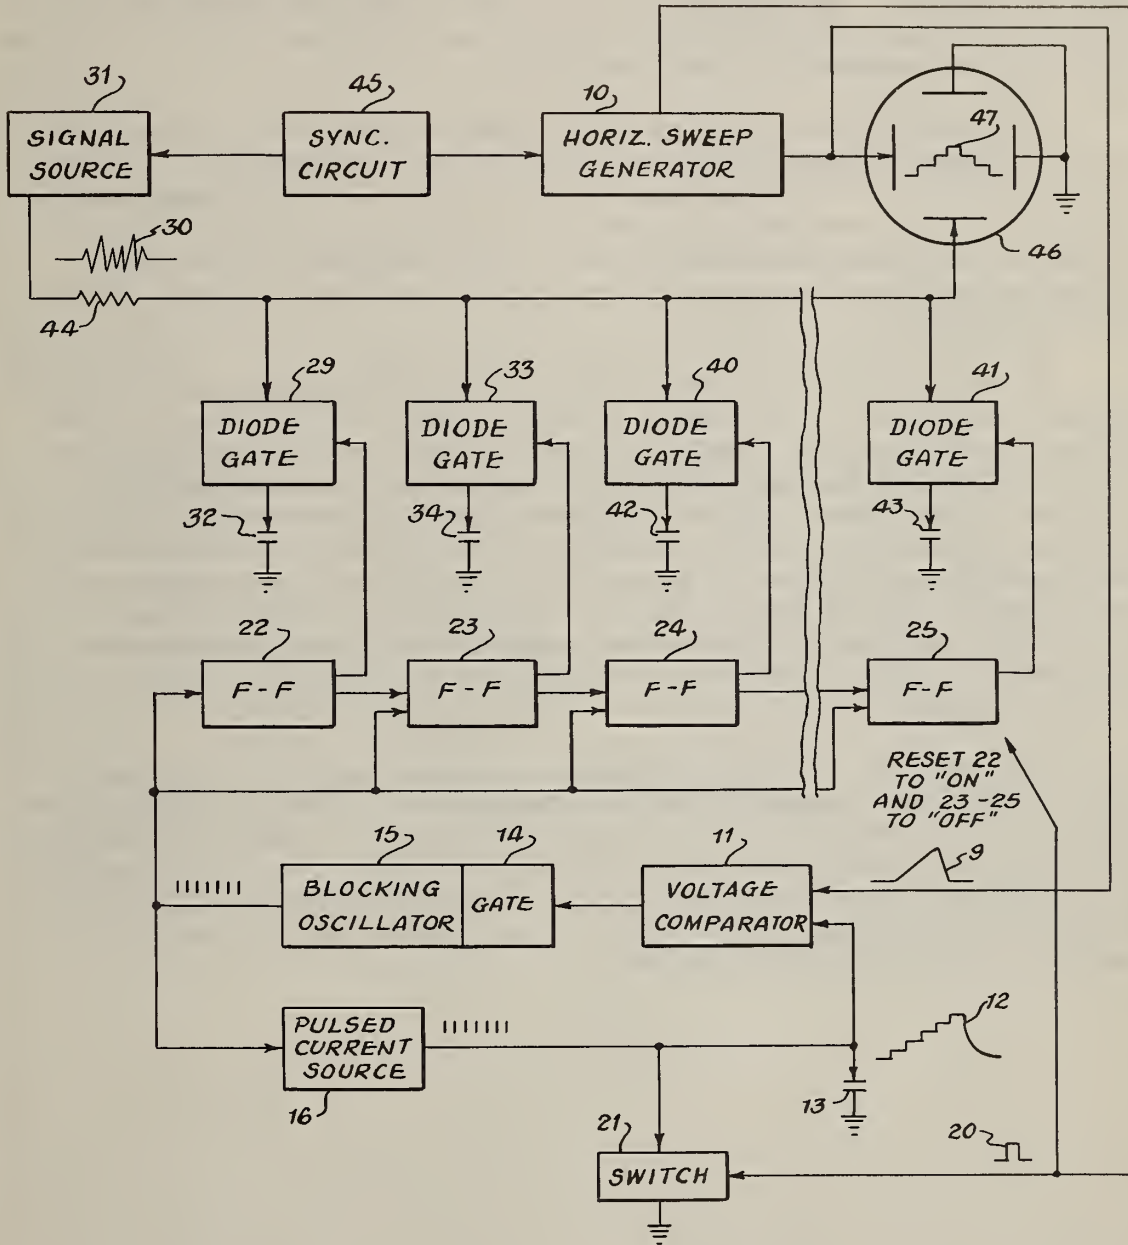 31
45
10
47
SIGNAL
SOURCE
SYNC.
CIRCUIT
HORIZ. SWEEP
GENERATOR
30
46
44
29
33
40
41
DIODE
GATE
DIODE
GATE
DIODE
GATE
DIODE
GATE
32
34
42
43
22
23
24
25
F-F
F-F
F-F
F-F
RESET 22
TO "ON"
AND 23-25
TO "OFF"
15
14
11
9
BLOCKING
OSCILLATOR
GATE
VOLTAGE
COMPARATOR
12
PULSED
CURRENT
SOURCE
16
13
21
20
SWITCH